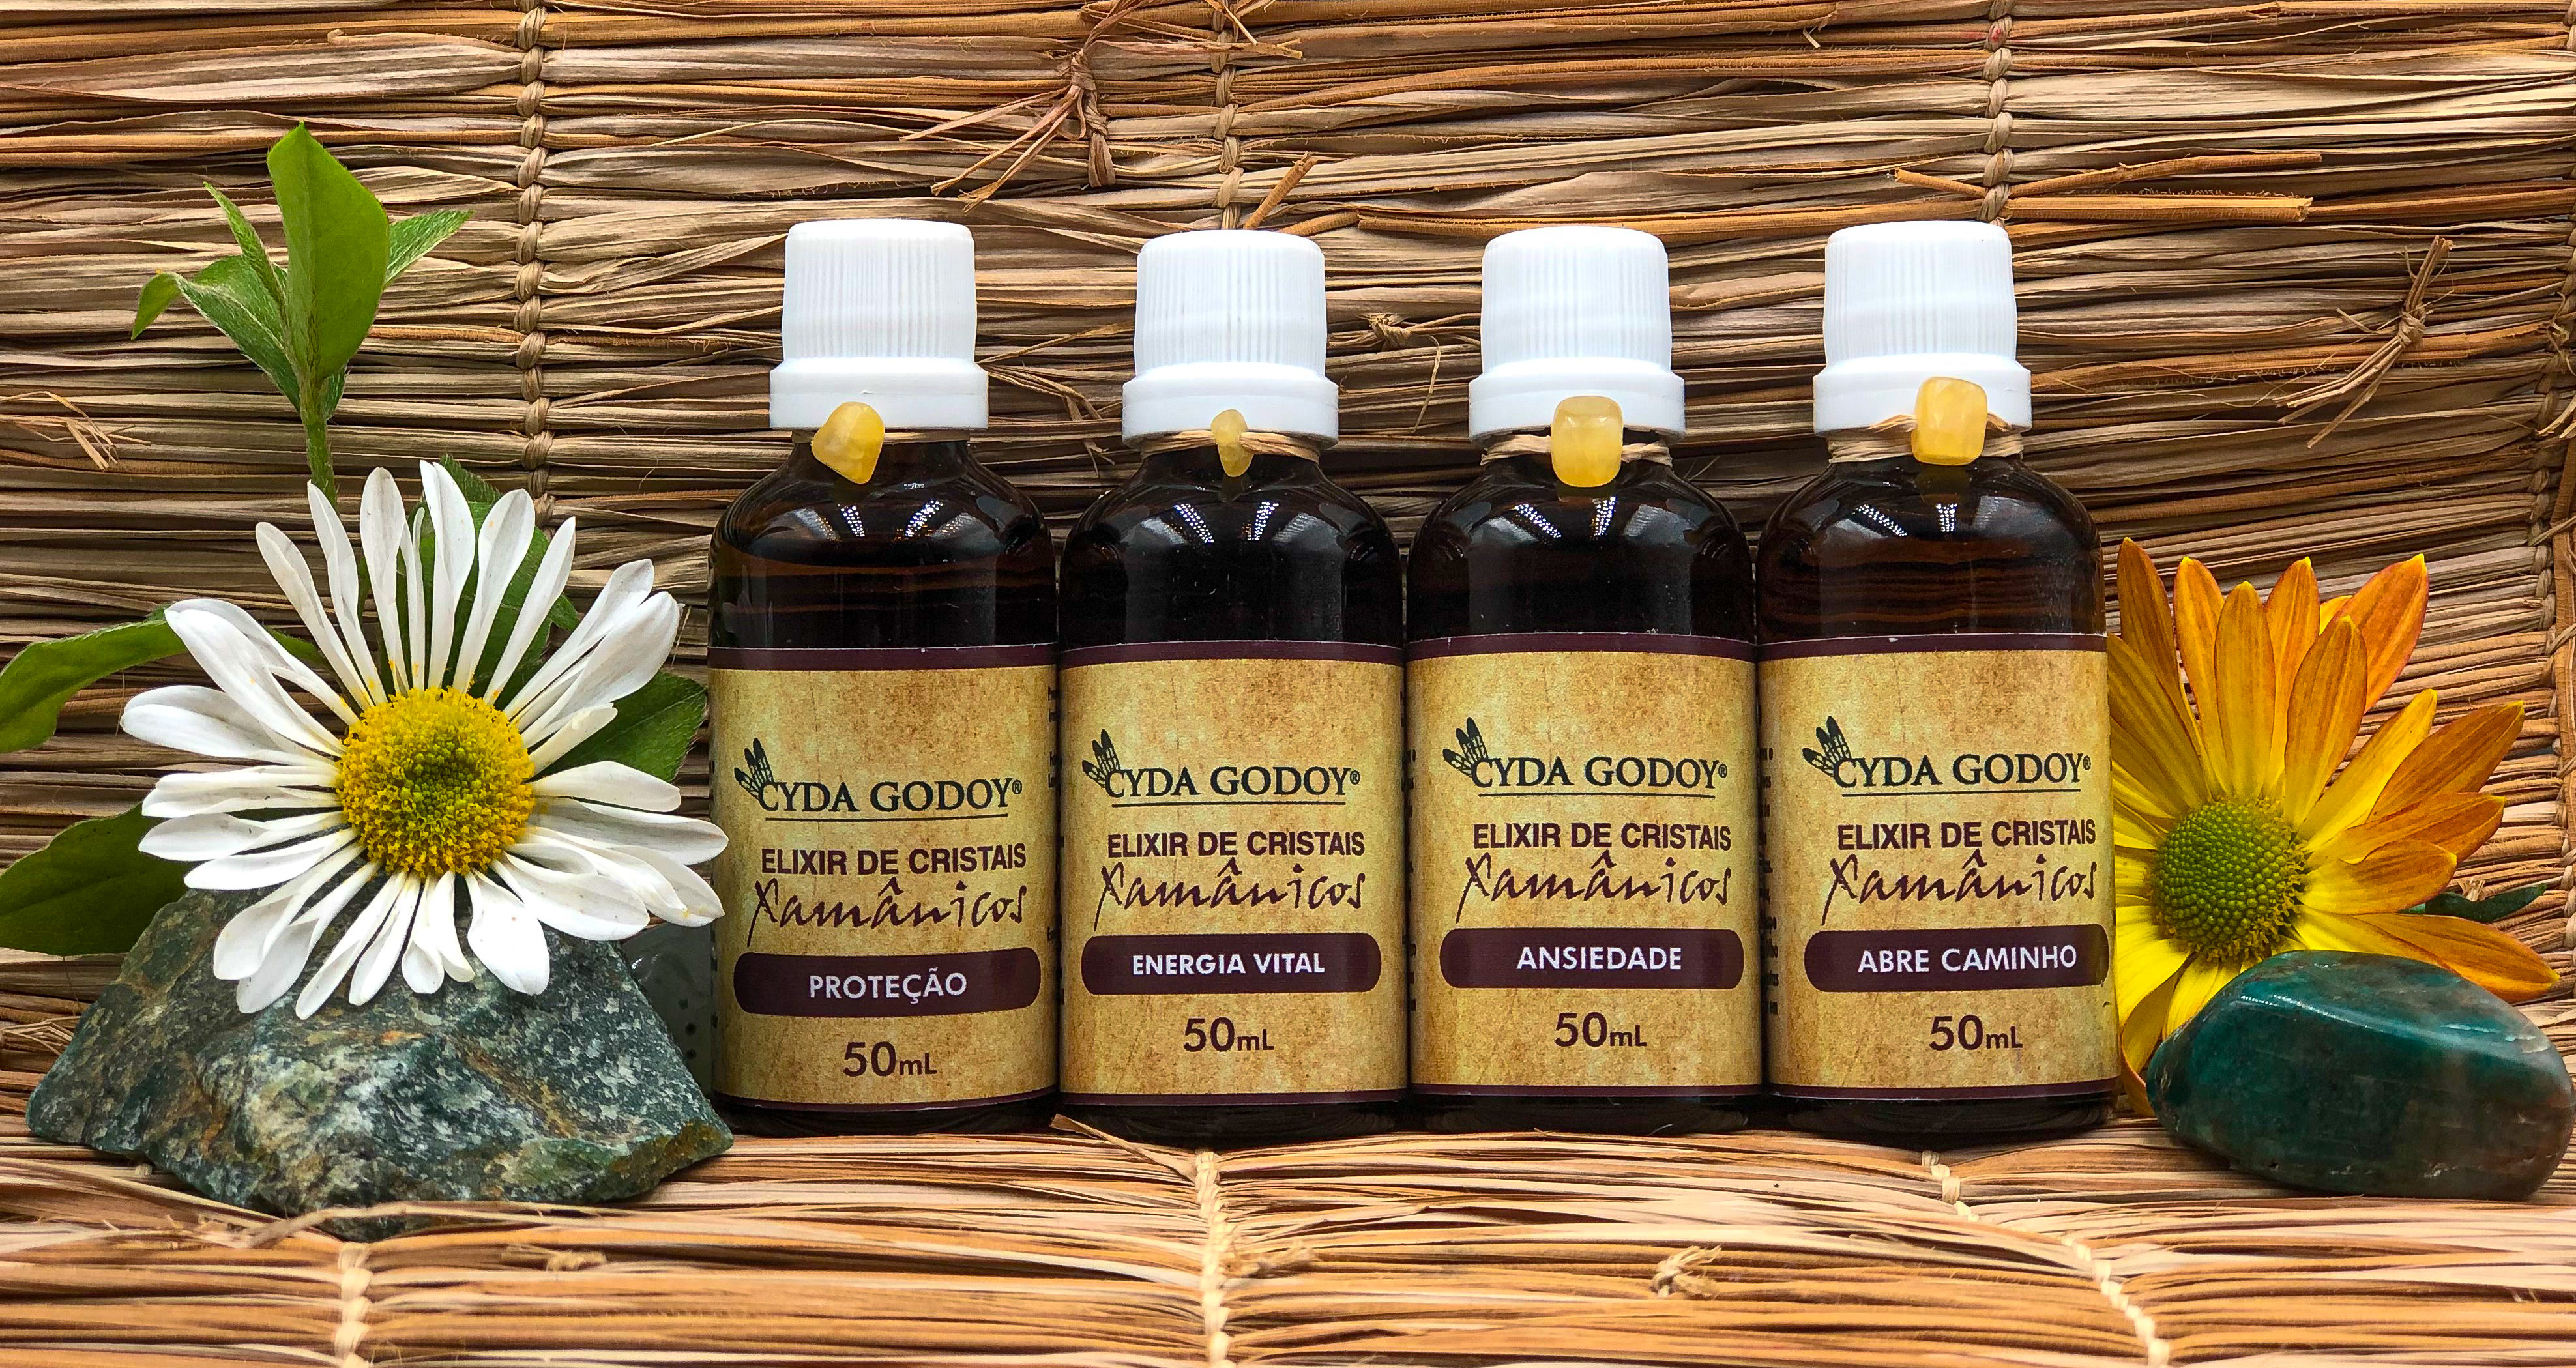 CYDA GODOY®
ELIXIR DE CRISTAIS
Xamânicos
PROTEÇÃO
50mL
CYDA GODOY®
ELIXIR DE CRISTAIS
Xamânicos
ENERGIA VITAL
50mL
CYDA GODOY®
ELIXIR DE CRISTAIS
Xamânicos
ANSIEDADE
50mL
CYDA GODOY®
ELIXIR DE CRISTAIS
Xamânicos
ABRE CAMINHO
50mL